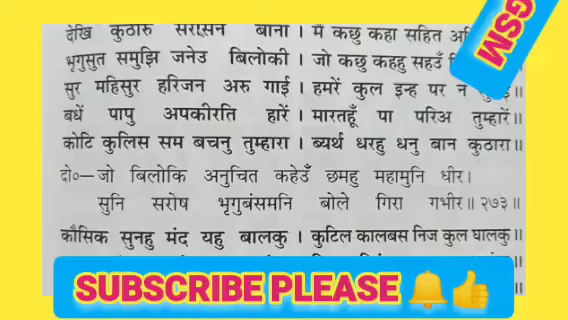 देखि कुठारु सरासन बाना । मैं कछु कहा सहित
भृगुसुत समुझि जनेउ बिलोकी । जो कछु कहहु सहउँ
सुर महिसुर हरिजन अरु गाई । हमरें कुल इन्ह पर न ॥
बधें पापु अपकीरति हारें । मारतहूँ पा परिअ तुम्हारें॥
कोटि कुलिस सम बचनु तुम्हारा । ब्यर्थ धरहु धनु बान कुठारा॥
दो०—जो बिलोकि अनुचित कहेउँ छमहु महामुनि धीर।
सुनि सरोष भृगुबंसमनि बोले गिरा गभीर॥ २७३॥
कौसिक सुनहु मंद यहु बालकु । कुटिल कालबस निज कुल घालकु॥
GSM
SUBSCRIBE PLEASE 🔔👍